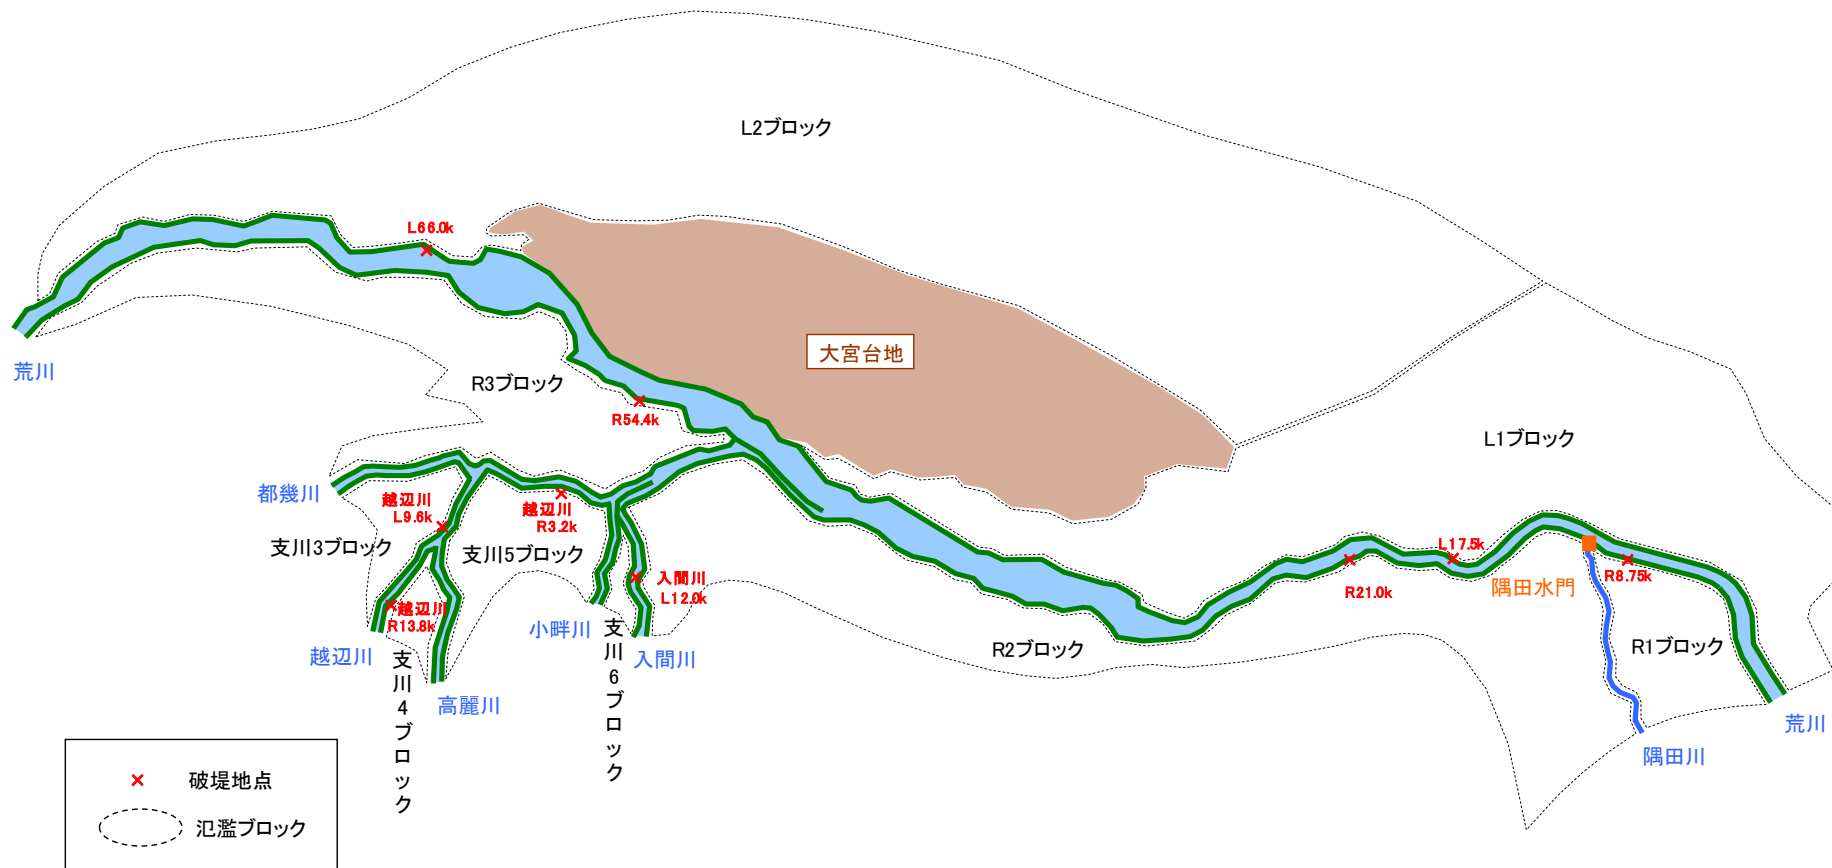 L2ブロック
L66.0k
大宮台地
荒川
R3ブロック
R54.4k
L1ブロック
都幾川
越辺川
L9.6k
越辺川
R3.2k
支川3ブロック
支川5ブロック
L17.5k
R21.0k
R8.75k
隅田水門
入間川
L12.0k
越辺川
R13.8k
小畔川
越辺川
入間川
高麗川
支川4ブロック
支川6ブロック
R2ブロック
R1ブロック
荒川
隅田川
破堤地点
氾濫ブロック